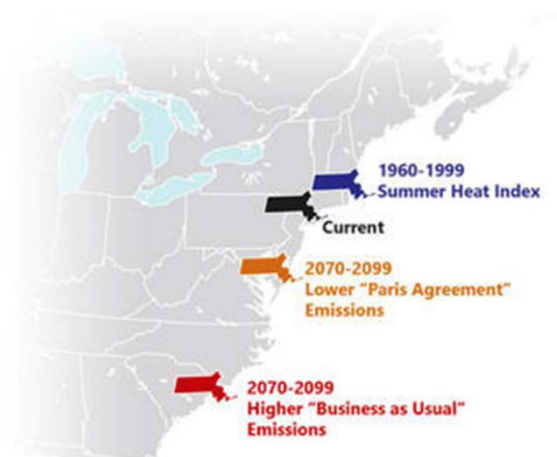 1960-1999
Summer Heat Index
Current
2070-2099
Lower “Paris Agreement”
Emissions
2070-2099
Higher “Business as Usual”
Emissions